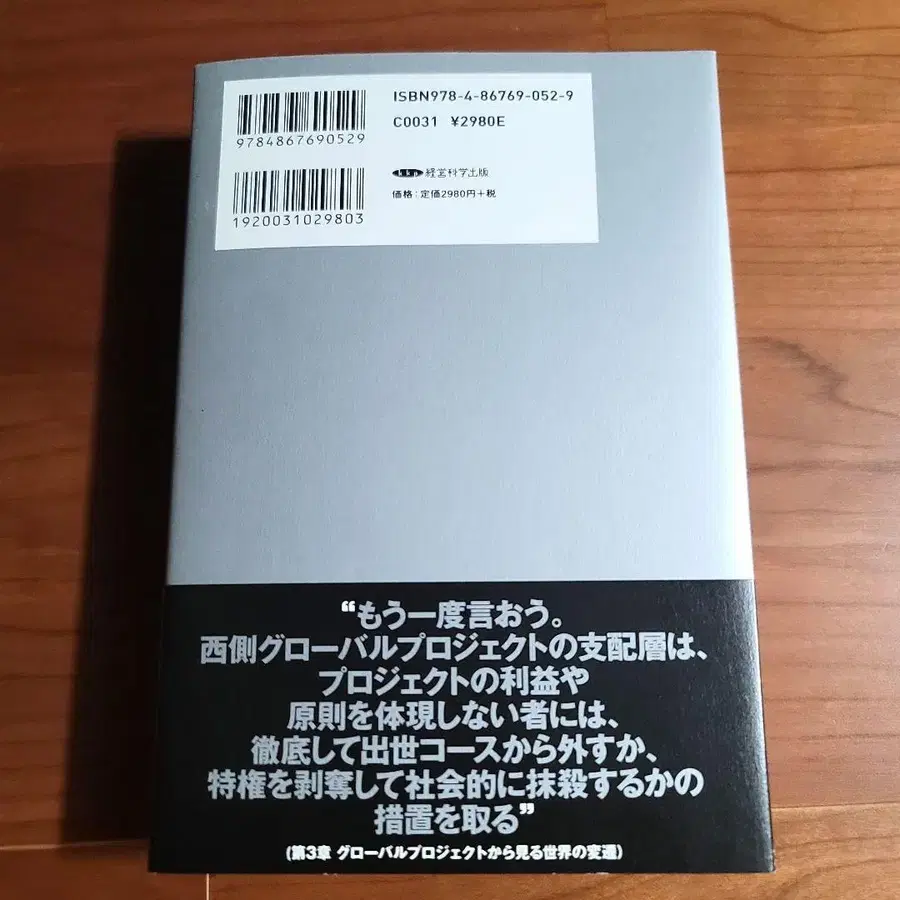 ISBN978-4-86769-052-9
C0031 ¥2980E
9784867690529
経営科学出版
価格：定価2980円＋税
1920031029803
“もう一度言おう。
西側グローバルプロジェクトの支配層は、
プロジェクトの利益や
原則を体現しない者には、
徹底して出世コースから外すか、
特権を剥奪して社会的に抹殺するかの
措置を取る”
(第3章 グローバルプロジェクトから見る世界の変遷)